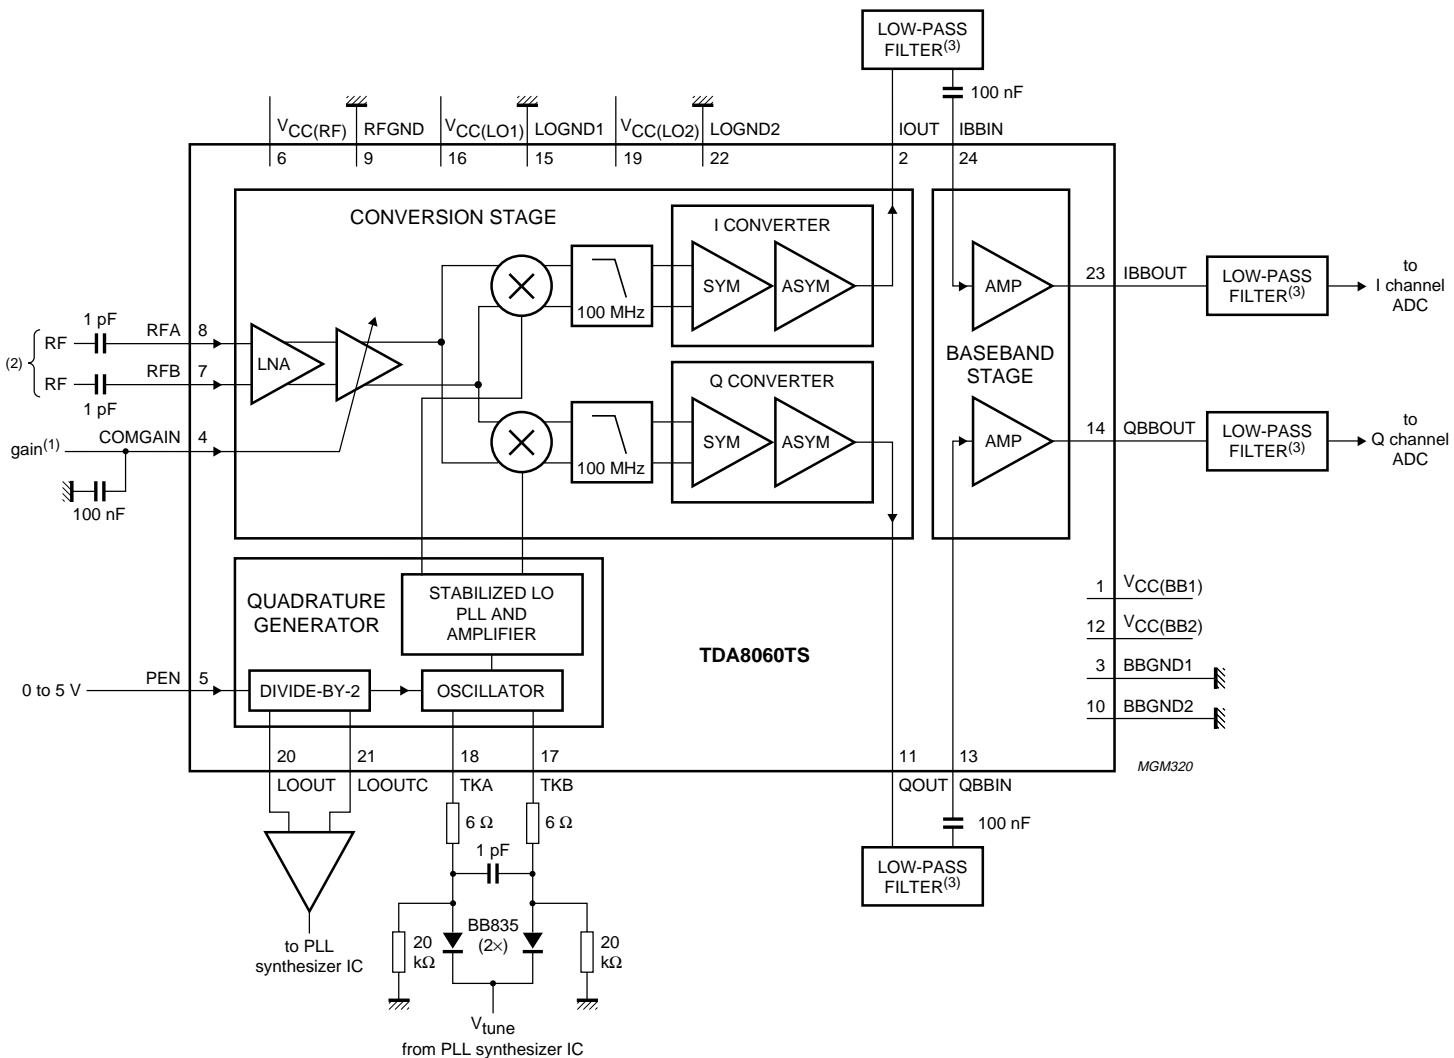 LOW-PASS
FILTER(3)
100 nF
VCC(RF)
RFGND
VCC(LO1)
LOGND1
VCC(LO2)
LOGND2
IOUT
IBBIN
6
9
16
15
19
22
2
24
CONVERSION STAGE
I CONVERTER
SYM
ASYM
100 MHz
AMP
23
IBBOUT
LOW-PASS
FILTER(3)
to
I channel
ADC
1 pF
RFA
8
RF
(2)
LNA
RF
RFB
7
1 pF
BASEBAND
STAGE
Q CONVERTER
SYM
ASYM
100 MHz
AMP
14
QBBOUT
LOW-PASS
FILTER(3)
to
Q channel
ADC
COMGAIN
4
gain(1)
100 nF
QUADRATURE
GENERATOR
STABILIZED LO
PLL AND
AMPLIFIER
1
VCC(BB1)
12
VCC(BB2)
TDA8060TS
3
BBGND1
10
BBGND2
0 to 5 V
PEN
5
DIVIDE-BY-2
OSCILLATOR
20
21
18
17
11
13
MGM320
LOOUT
LOOUTC
TKA
TKB
QOUT
QBBIN
6 Ω
6 Ω
100 nF
1 pF
LOW-PASS
FILTER(3)
BB835
(2×)
20
kΩ
20
kΩ
to PLL
synthesizer IC
Vtune
from PLL synthesizer IC